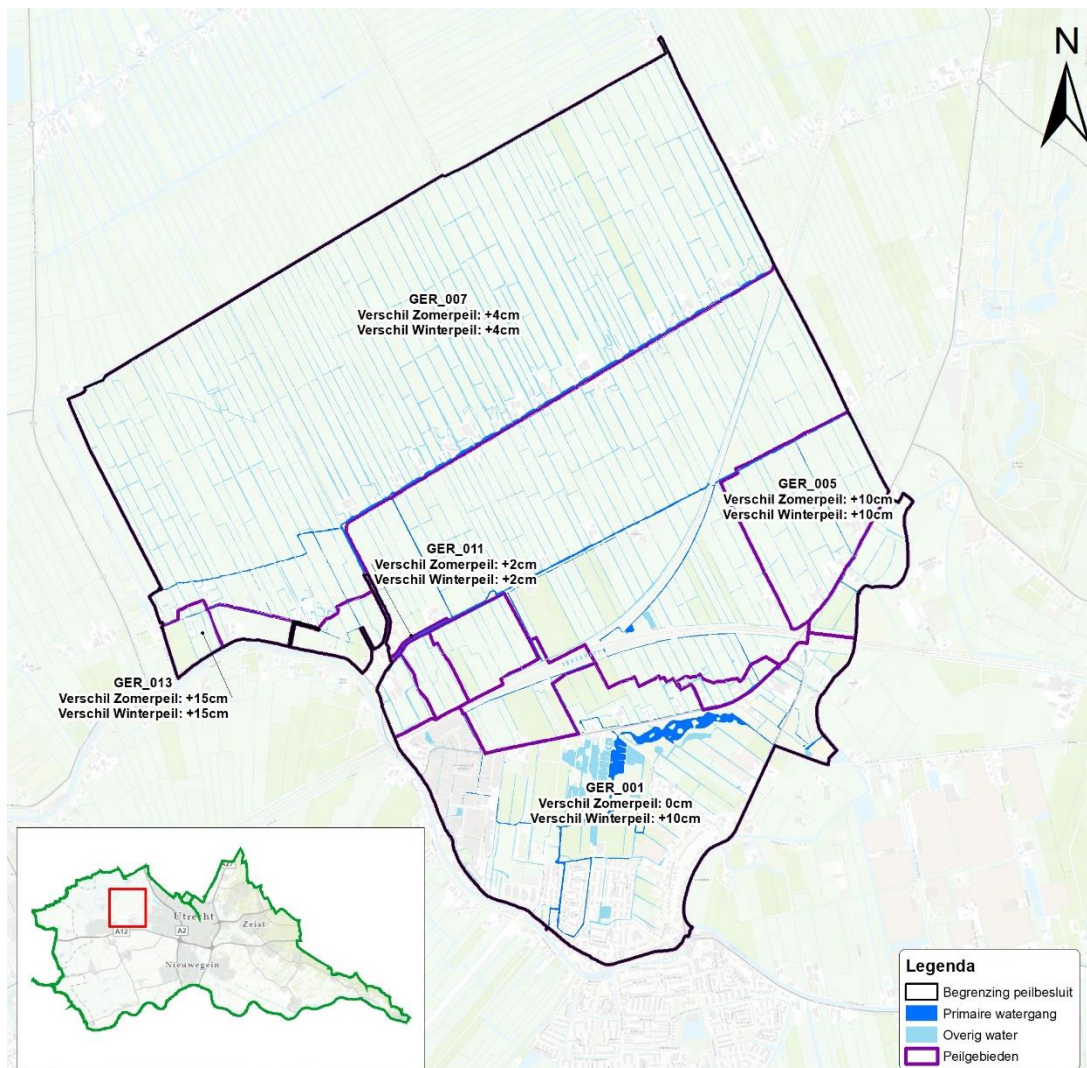 N
GER_007
Verschil Zomerpeil: +4cm
Verschil Winterpeil: +4cm
GER_005
Verschil Zomerpeil: +10cm
Verschil Winterpeil: +10cm
GER_011
Verschil Zomerpeil: +2cm
Verschil Winterpeil: +2cm
GER_013
Verschil Zomerpeil: +15cm
Verschil Winterpeil: +15cm
GER_001
Verschil Zomerpeil: 0cm
Verschil Winterpeil: +10cm
Utrecht
Zeist
A12
A2
Nieuwegein
Legenda
Begrenzing peilbesluit
Primaire watergang
Overig water
Peilgebieden